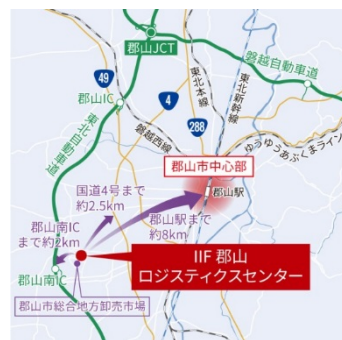 郡山JCT
磐越自動車道
49
東北本線
東北新幹線
郡山IC
4
磐越西線
288
ゆうゆうあぶくまライン
東北自動車道
郡山市中心部
郡山駅
国道4号まで
約2.5km
郡山駅まで
約8km
郡山南IC
まで約2km
IIF 郡山
ロジスティクスセンター
郡山南IC
郡山市総合地方卸売市場